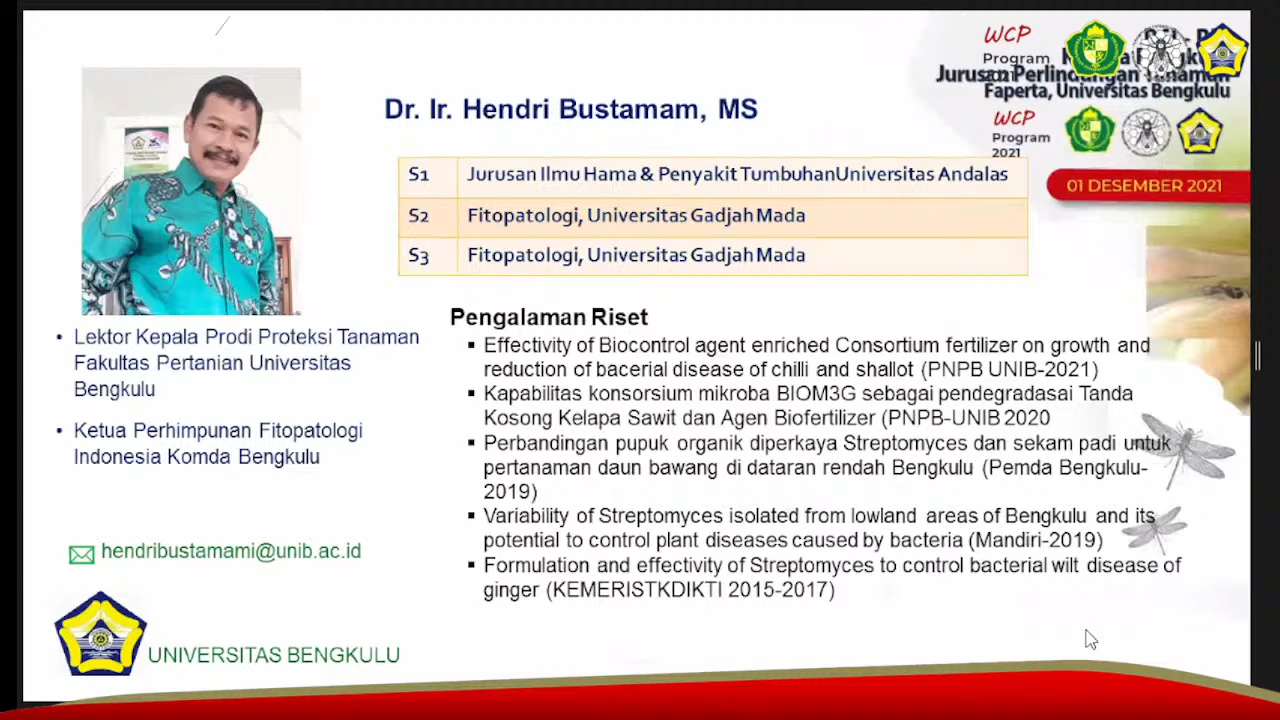 Dr. Ir. Hendri Bustamam, MS
WCP
Program
Jurusan Perlindungan Tanaman
Faperta, Universitas Bengkulu
WCP
Program
2021
01 DESEMBER 2021
S1 Jurusan Ilmu Hama & Penyakit TumbuhanUniversitas Andalas
S2 Fitopatologi, Universitas Gadjah Mada
S3 Fitopatologi, Universitas Gadjah Mada
• Lektor Kepala Prodi Proteksi Tanaman
Fakultas Pertanian Universitas
Bengkulu
• Ketua Perhimpunan Fitopatologi
Indonesia Komda Bengkulu
hendribustamami@unib.ac.id
UNIVERSITAS BENGKULU
Pengalaman Riset
▪ Effectivity of Biocontrol agent enriched Consortium fertilizer on growth and
reduction of bacerial disease of chilli and shallot (PNPB UNIB-2021)
▪ Kapabilitas konsorsium mikroba BIOM3G sebagai pendegradasai Tanda
Kosong Kelapa Sawit dan Agen Biofertilizer (PNPB-UNIB 2020
▪ Perbandingan pupuk organik diperkaya Streptomyces dan sekam padi untuk
pertanaman daun bawang di dataran rendah Bengkulu (Pemda Bengkulu-
2019)
▪ Variability of Streptomyces isolated from lowland areas of Bengkulu and its
potential to control plant diseases caused by bacteria (Mandiri-2019)
▪ Formulation and effectivity of Streptomyces to control bacterial wilt disease of
ginger (KEMERISTKDIKTI 2015-2017)